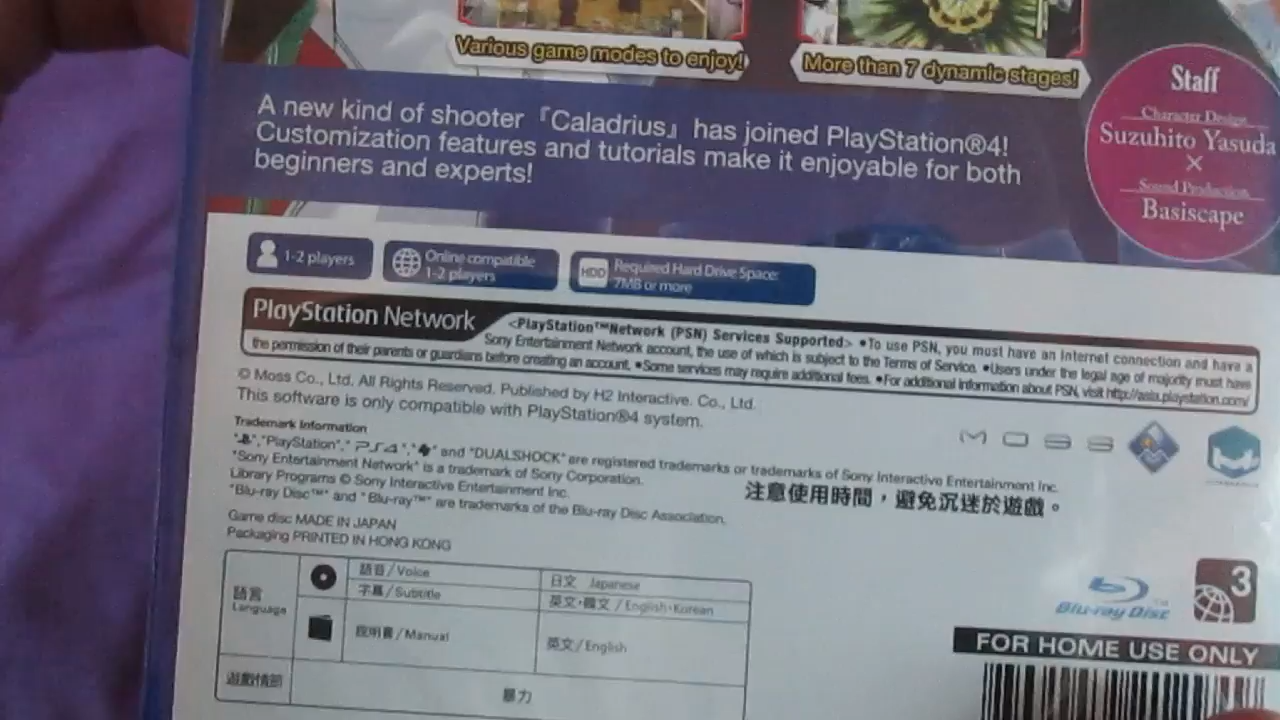 Various game modes to enjoy!
More than 7 dynamic stages!
Staff
Character Design
Suzuhito Yasuda
×
Sound Production
Basiscape
A new kind of shooter『Caladrius』has joined PlayStation®4!
Customization features and tutorials make it enjoyable for both
beginners and experts!
1-2 players
Online compatible
1-2 players
HDD
Required Hard Drive Space:
7MB or more
PlayStation Network
<PlayStation™Network (PSN) Services Supported> •To use PSN, you must have an Internet connection and have a
Sony Entertainment Network account, the use of which is subject to the Terms of Service. •Users under the legal age of majority must have
the permission of their parents or guardians before creating an account. •Some services may require additional fees. •For additional information about PSN, visit http://asia.playstation.com/
© Moss Co., Ltd. All Rights Reserved. Published by H2 Interactive. Co., Ltd.
This software is only compatible with PlayStation®4 system.
MOSS
Trademark Information
"PlayStation", "PS4", and "DUALSHOCK" are registered trademarks or trademarks of Sony Interactive Entertainment Inc.
"Sony Entertainment Network" is a trademark of Sony Corporation.
Library Programs © Sony Interactive Entertainment Inc.
"Blu-ray Disc™" and "Blu-ray™" are trademarks of the Blu-ray Disc Association.
注意使用時間，避免沉迷於遊戲。
Game disc MADE IN JAPAN
Packaging PRINTED IN HONG KONG
語言
Language
語音/Voice
日文 Japanese
字幕/Subtitle
英文·韓文 / English·Korean
說明書/Manual
英文/English
遊戲情節
暴力
Blu-ray Disc™
3
FOR HOME USE ONLY